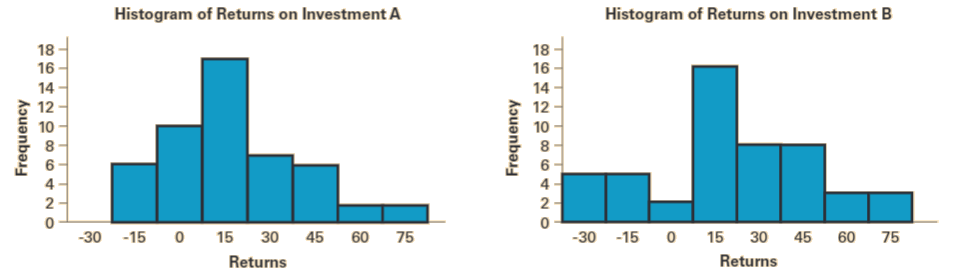 Histogram of Returns on Investment A
18
16
14
12
10
8
6
4
2
0
Frequency
-30 -15 0 15 30 45 60 75
Returns
Histogram of Returns on Investment B
18
16
14
12
10
8
6
4
2
0
Frequency
-30 -15 0 15 30 45 60 75
Returns